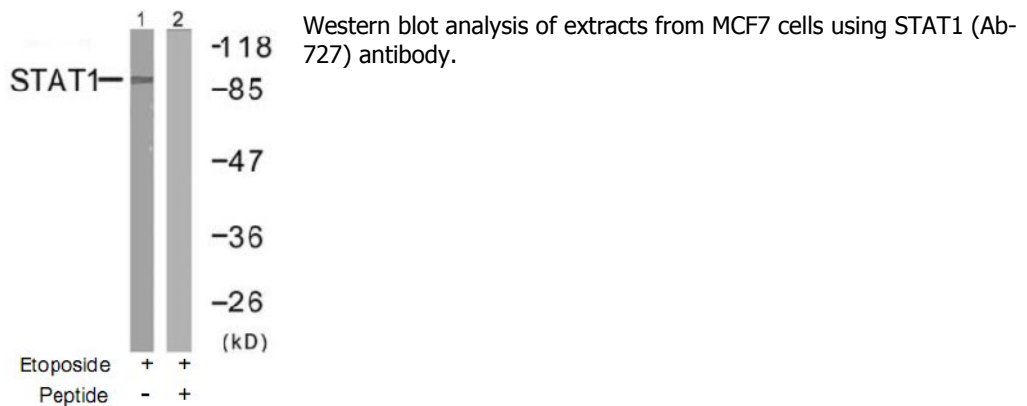 1 2
Western blot analysis of extracts from MCF7 cells using STAT1 (Ab-
727) antibody.
-118
STAT1–
-85
-47
-36
-26
(kD)
Etoposide + +
Peptide - +